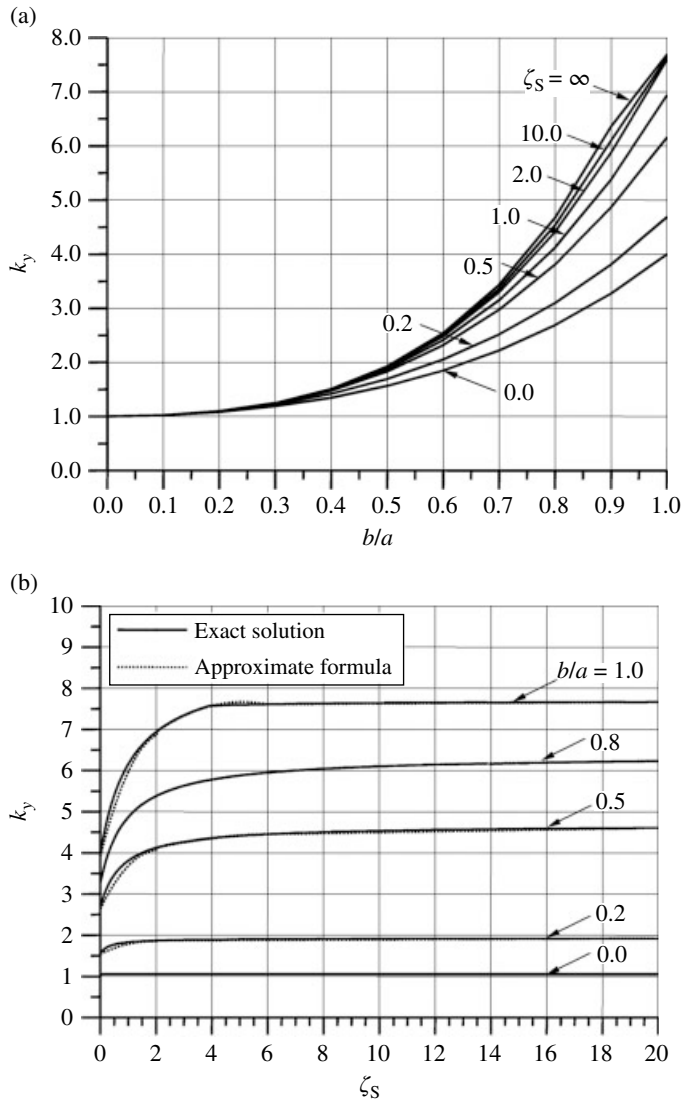 (a)
8.0
7.0
6.0
5.0
4.0
3.0
2.0
1.0
0.0
k_y
ζ_S = ∞
10.0
2.0
1.0
0.5
0.2
0.0
0.0 0.1 0.2 0.3 0.4 0.5 0.6 0.7 0.8 0.9 1.0
b/a
(b)
10
9
8
7
6
5
4
3
2
1
0
k_y
Exact solution
Approximate formula
b/a = 1.0
0.8
0.5
0.2
0.0
0 2 4 6 8 10 12 14 16 18 20
ζ_S